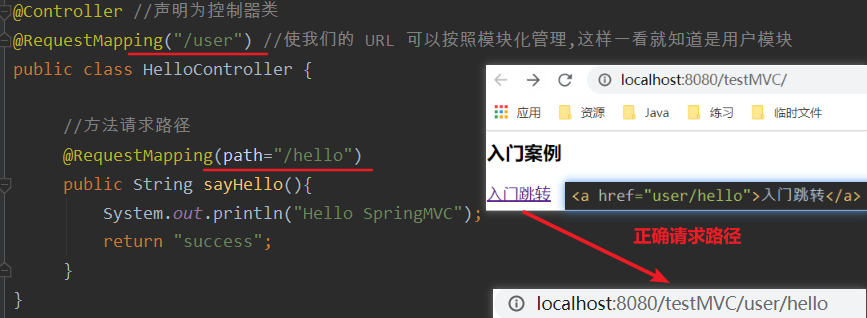 @Controller //声明为控制器类
@RequestMapping("/user") //使我们的 URL 可以按照模块化管理,这样一看就知道是用户模块
public class HelloController {
//方法请求路径
@RequestMapping(path="/hello")
public String sayHello(){
System.out.println("Hello SpringMVC");
return "success";
}
}
localhost:8080/testMVC/
应用 资源 Java 练习 临时文件
入门案例
入门跳转 <a href="user/hello">入门跳转</a>
正确请求路径
localhost:8080/testMVC/user/hello